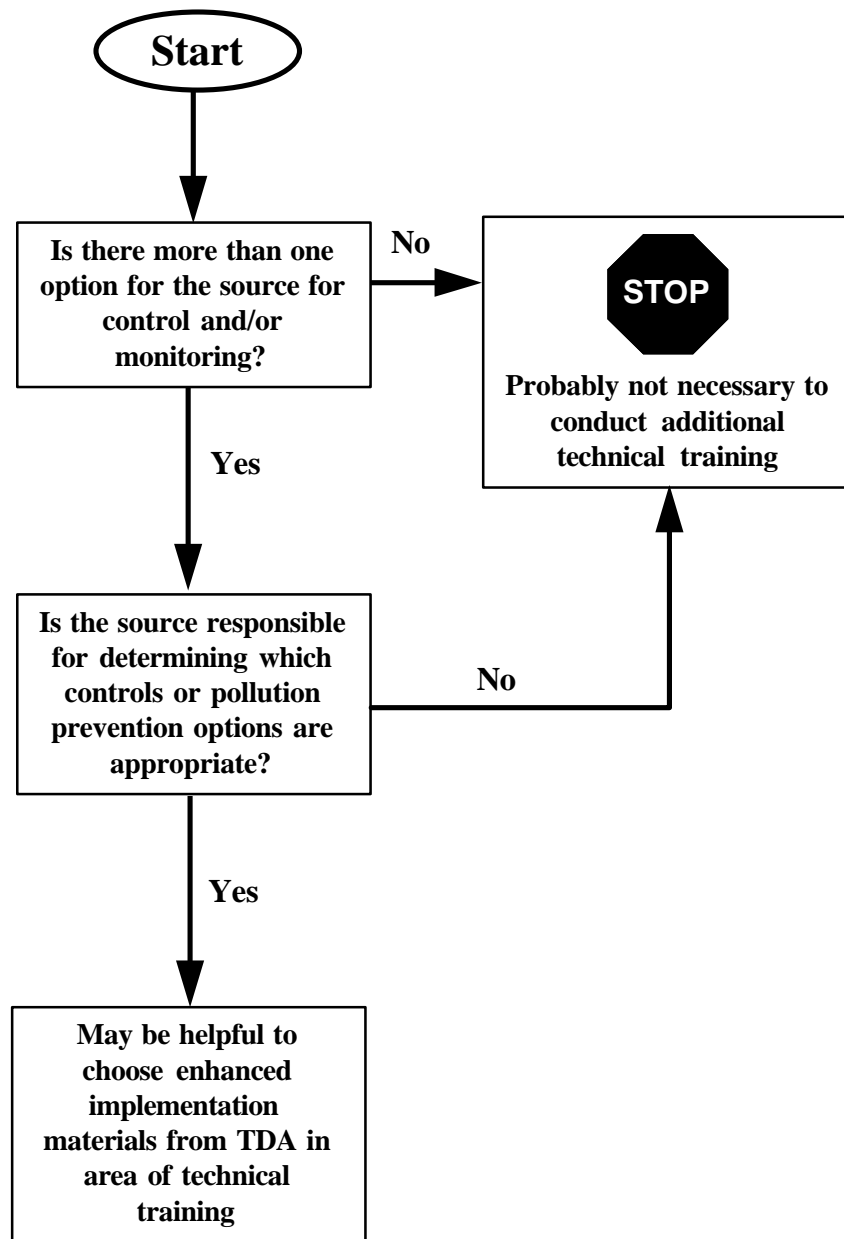 Start
Is there more than one
option for the source for
control and/or
monitoring?
No
STOP
Probably not necessary to
conduct additional
technical training
Yes
Is the source responsible
for determining which
controls or pollution
prevention options are
appropriate?
No
Yes
May be helpful to
choose enhanced
implementation
materials from TDA in
area of technical
training